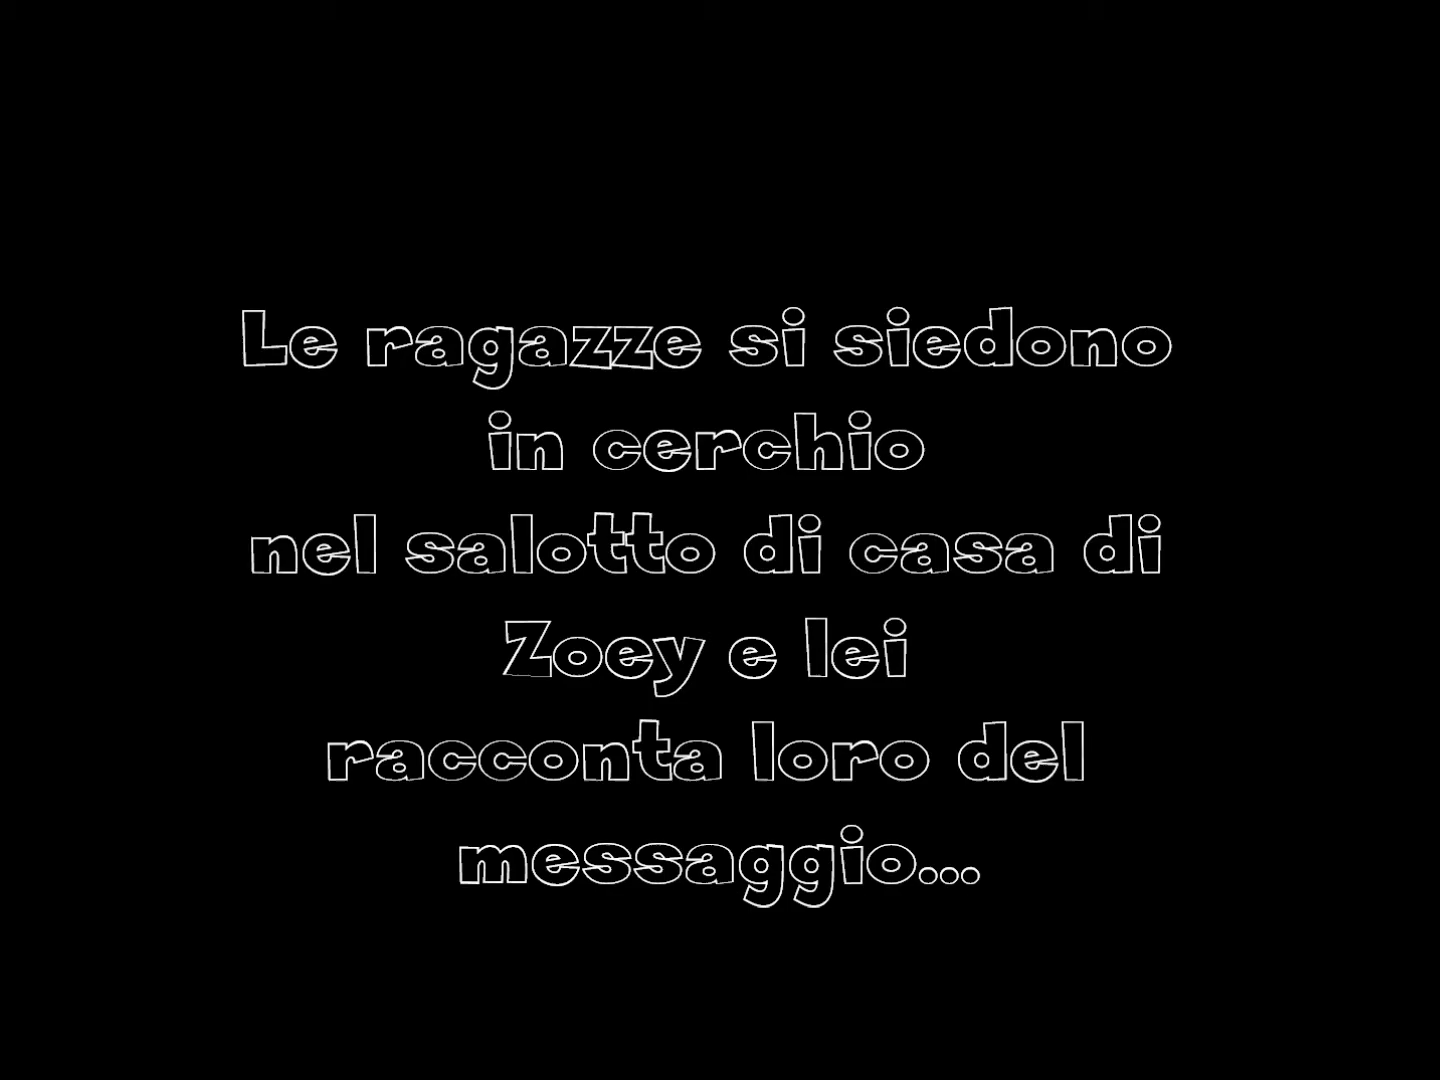 Le ragazze si siedono
in cerchio
nel salotto di casa di
Zoey e lei
racconta loro del
messaggio...